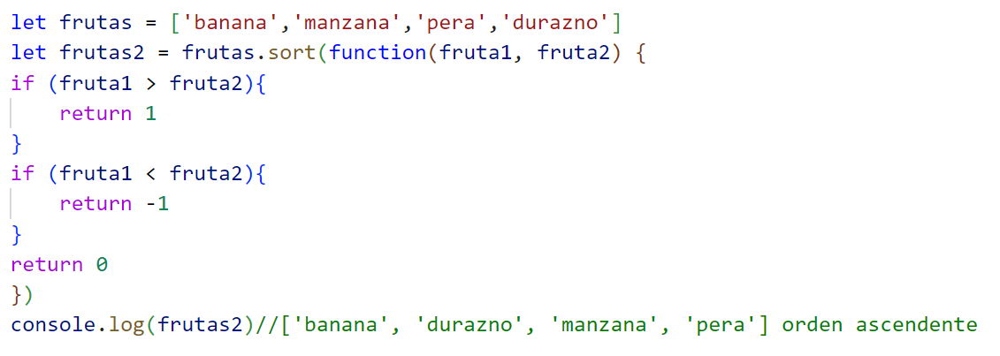 let frutas = ['banana','manzana','pera','durazno']
let frutas2 = frutas.sort(function(fruta1, fruta2) {
if (fruta1 > fruta2){
    return 1
}
if (fruta1 < fruta2){
    return -1
}
return 0
})
console.log(frutas2)//['banana', 'durazno', 'manzana', 'pera'] orden ascendente